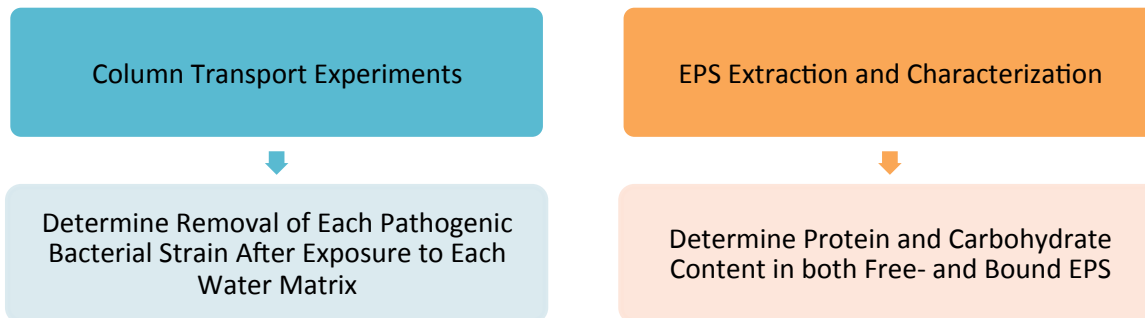 Column Transport Experiments
EPS Extraction and Characterization
Determine Removal of Each Pathogenic
Bacterial Strain After Exposure to Each
Water Matrix
Determine Protein and Carbohydrate
Content in both Free- and Bound EPS